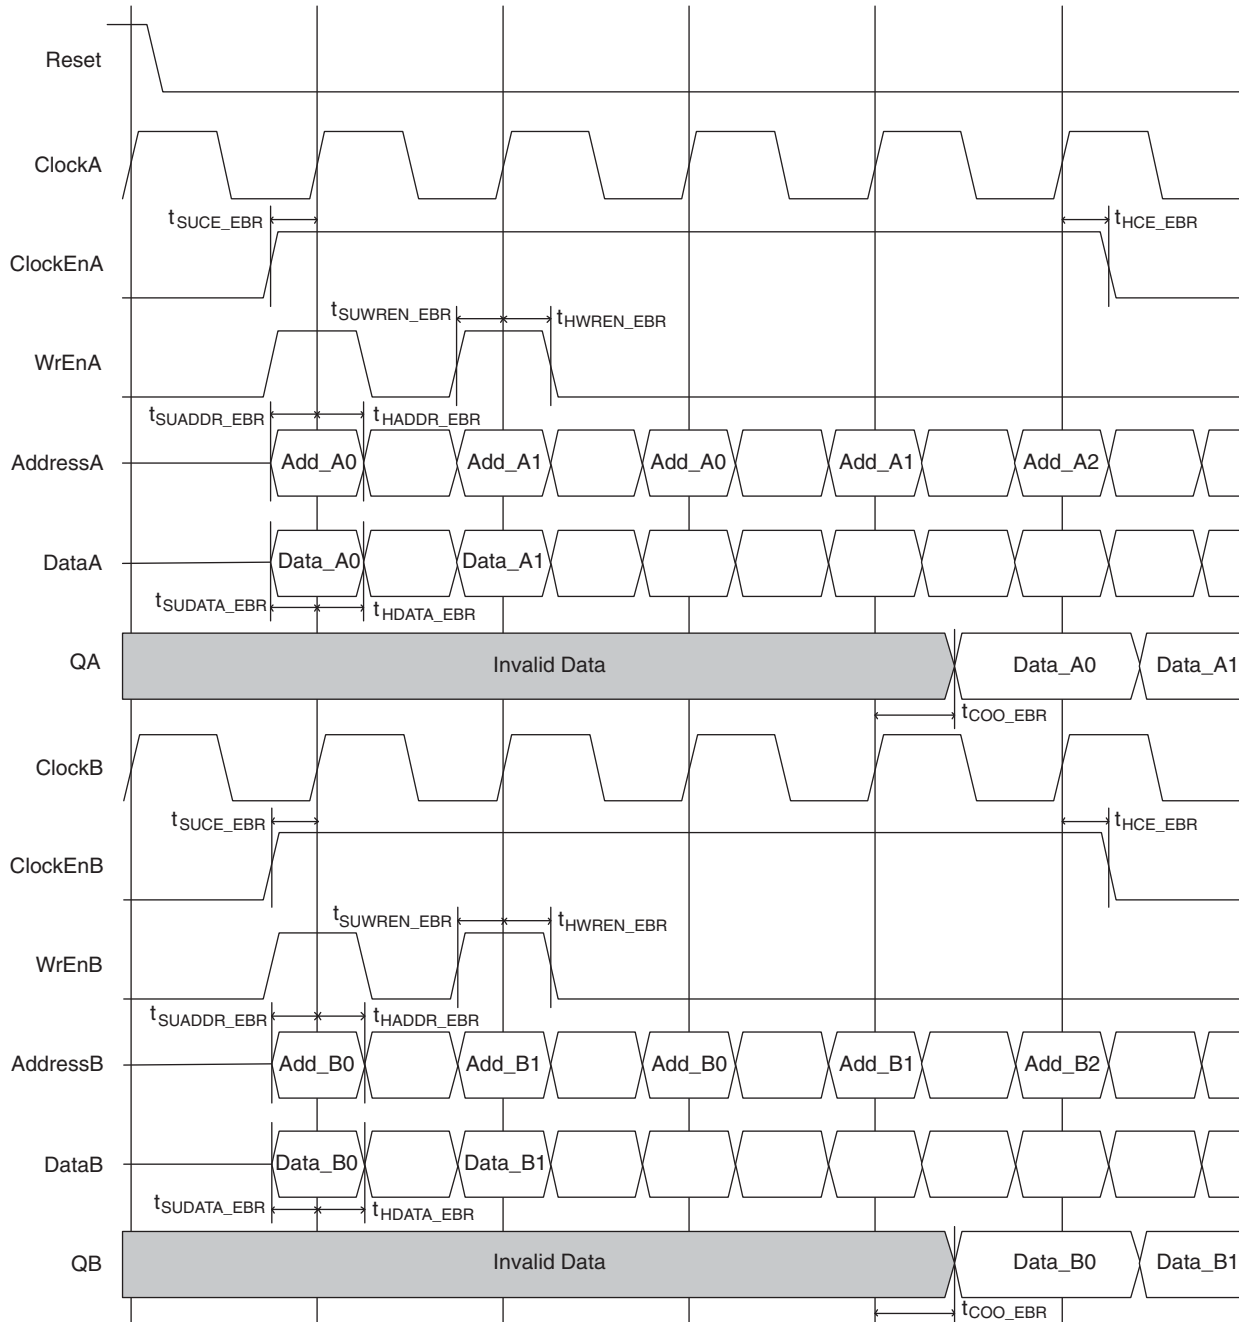 Reset
ClockA
tSUCE_EBR tHCE_EBR
ClockEnA
tSUWREN_EBR tHWREN_EBR
WrEnA
tSUADDR_EBR tHADDR_EBR
AddressA Add_A0 Add_A1 Add_A0 Add_A1 Add_A2
DataA Data_A0 Data_A1
tSUDATA_EBR tHDATA_EBR
QA Invalid Data Data_A0 Data_A1
tCOO_EBR
ClockB
tSUCE_EBR tHCE_EBR
ClockEnB
tSUWREN_EBR tHWREN_EBR
WrEnB
tSUADDR_EBR tHADDR_EBR
AddressB Add_B0 Add_B1 Add_B0 Add_B1 Add_B2
DataB Data_B0 Data_B1
tSUDATA_EBR tHDATA_EBR
QB Invalid Data Data_B0 Data_B1
tCOO_EBR